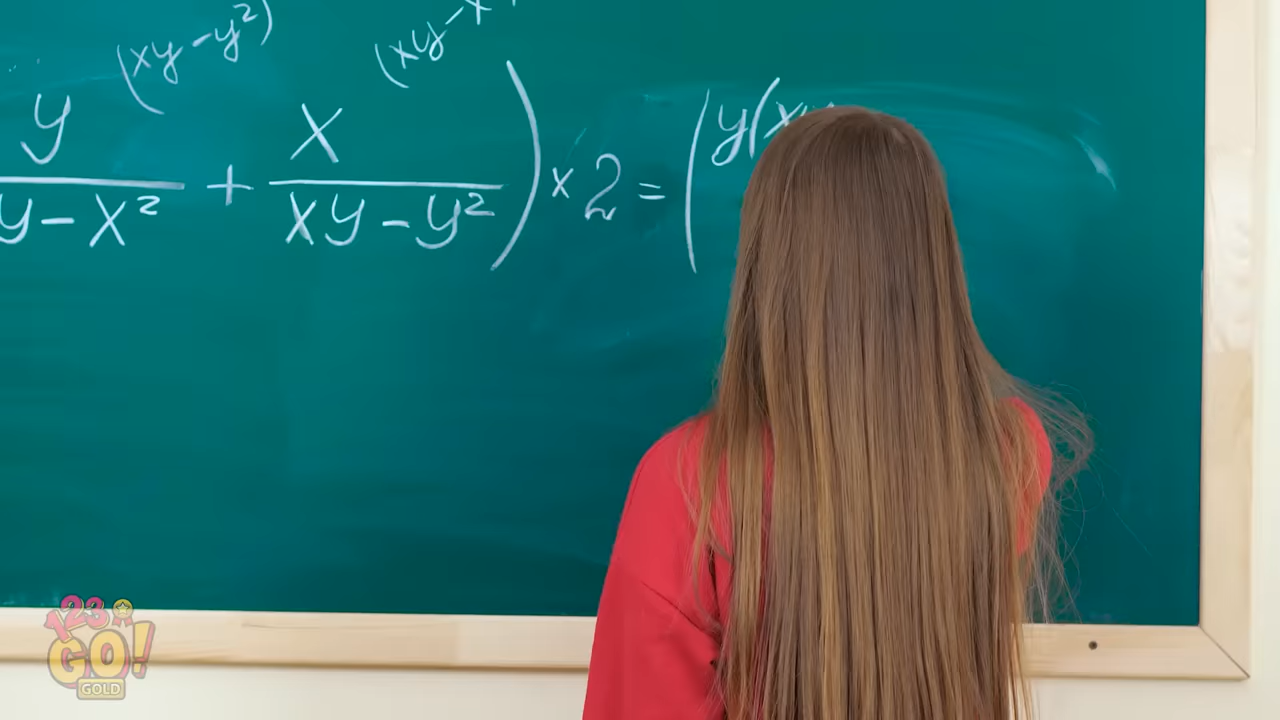 (xy-y²) (xy-x
y/y-x² + x/xy-y²) × 2 = (y(x
123 GO! GOLD